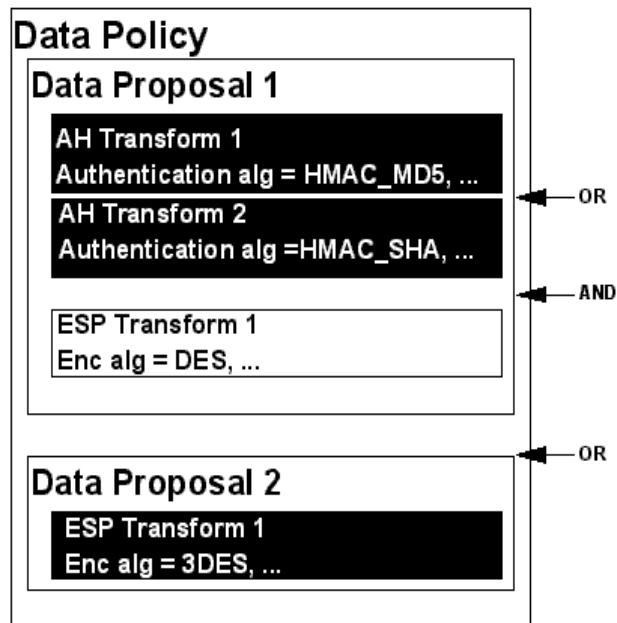 Data Policy
Data Proposal 1
AH Transform 1
Authentication alg = HMAC_MD5, ...
OR
AH Transform 2
Authentication alg =HMAC_SHA, ...
AND
ESP Transform 1
Enc alg = DES, ...
OR
Data Proposal 2
ESP Transform 1
Enc alg = 3DES, ...